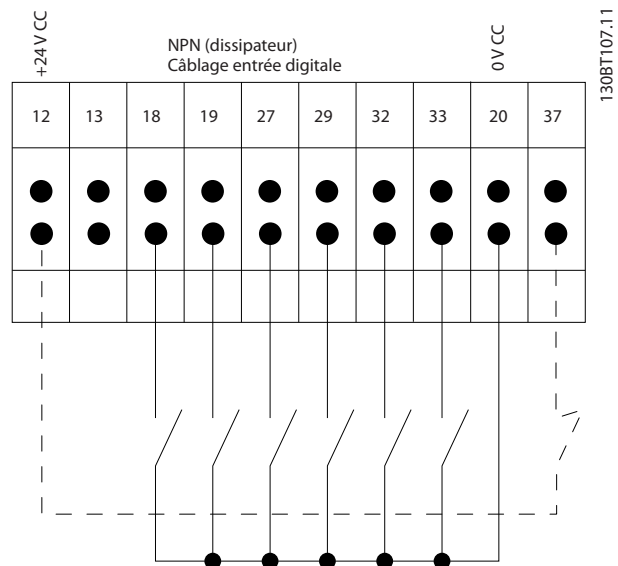 +24 V CC
NPN (dissipateur)
Câblage entrée digitale
0 V CC
130BT107.11
12 13 18 19 27 29 32 33 20 37